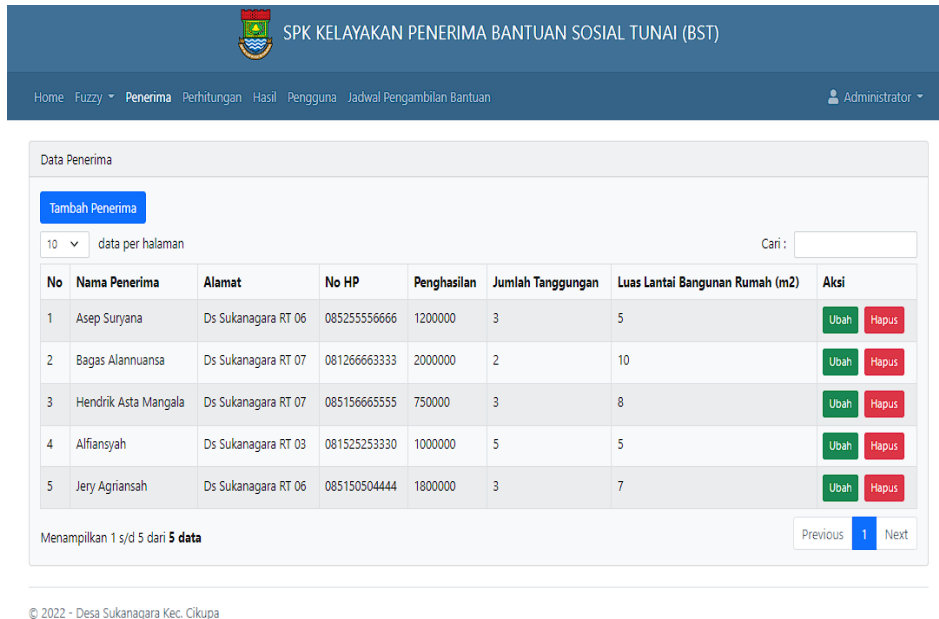 SPK KELAYAKAN PENERIMA BANTUAN SOSIAL TUNAI (BST)
Home Fuzzy Penerima Perhitungan Hasil Pengguna Jadwal Pengambilan Bantuan Administrator
Data Penerima
Tambah Penerima
10 data per halaman Cari :
No Nama Penerima Alamat No HP Penghasilan Jumlah Tanggungan Luas Lantai Bangunan Rumah (m2) Aksi
1 Asep Suryana Ds Sukanagara RT 06 085255556666 1200000 3 5 Ubah Hapus
2 Bagas Alannuansa Ds Sukanagara RT 07 081266663333 2000000 2 10 Ubah Hapus
3 Hendrik Asta Mangala Ds Sukanagara RT 07 085156665555 750000 3 8 Ubah Hapus
4 Alfiansyah Ds Sukanagara RT 03 081525253330 1000000 5 5 Ubah Hapus
5 Jery Agriansah Ds Sukanagara RT 06 085150504444 1800000 3 7 Ubah Hapus
Menampilkan 1 s/d 5 dari 5 data Previous 1 Next
© 2022 - Desa Sukanagara Kec. Cikupa